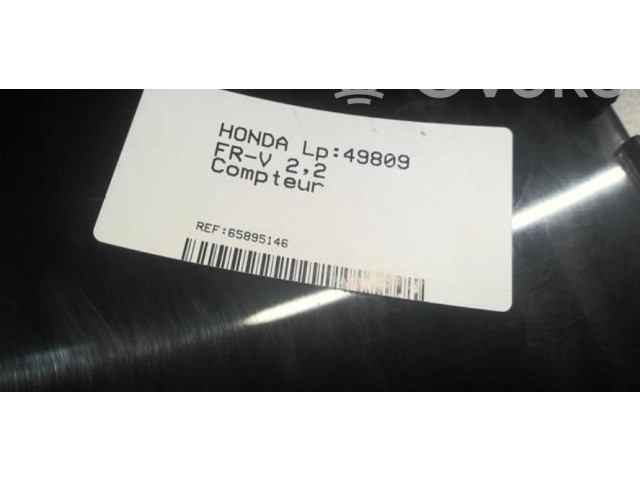 HONDA Lp:49809
FR-V 2,2
Compteur
REF:65895146